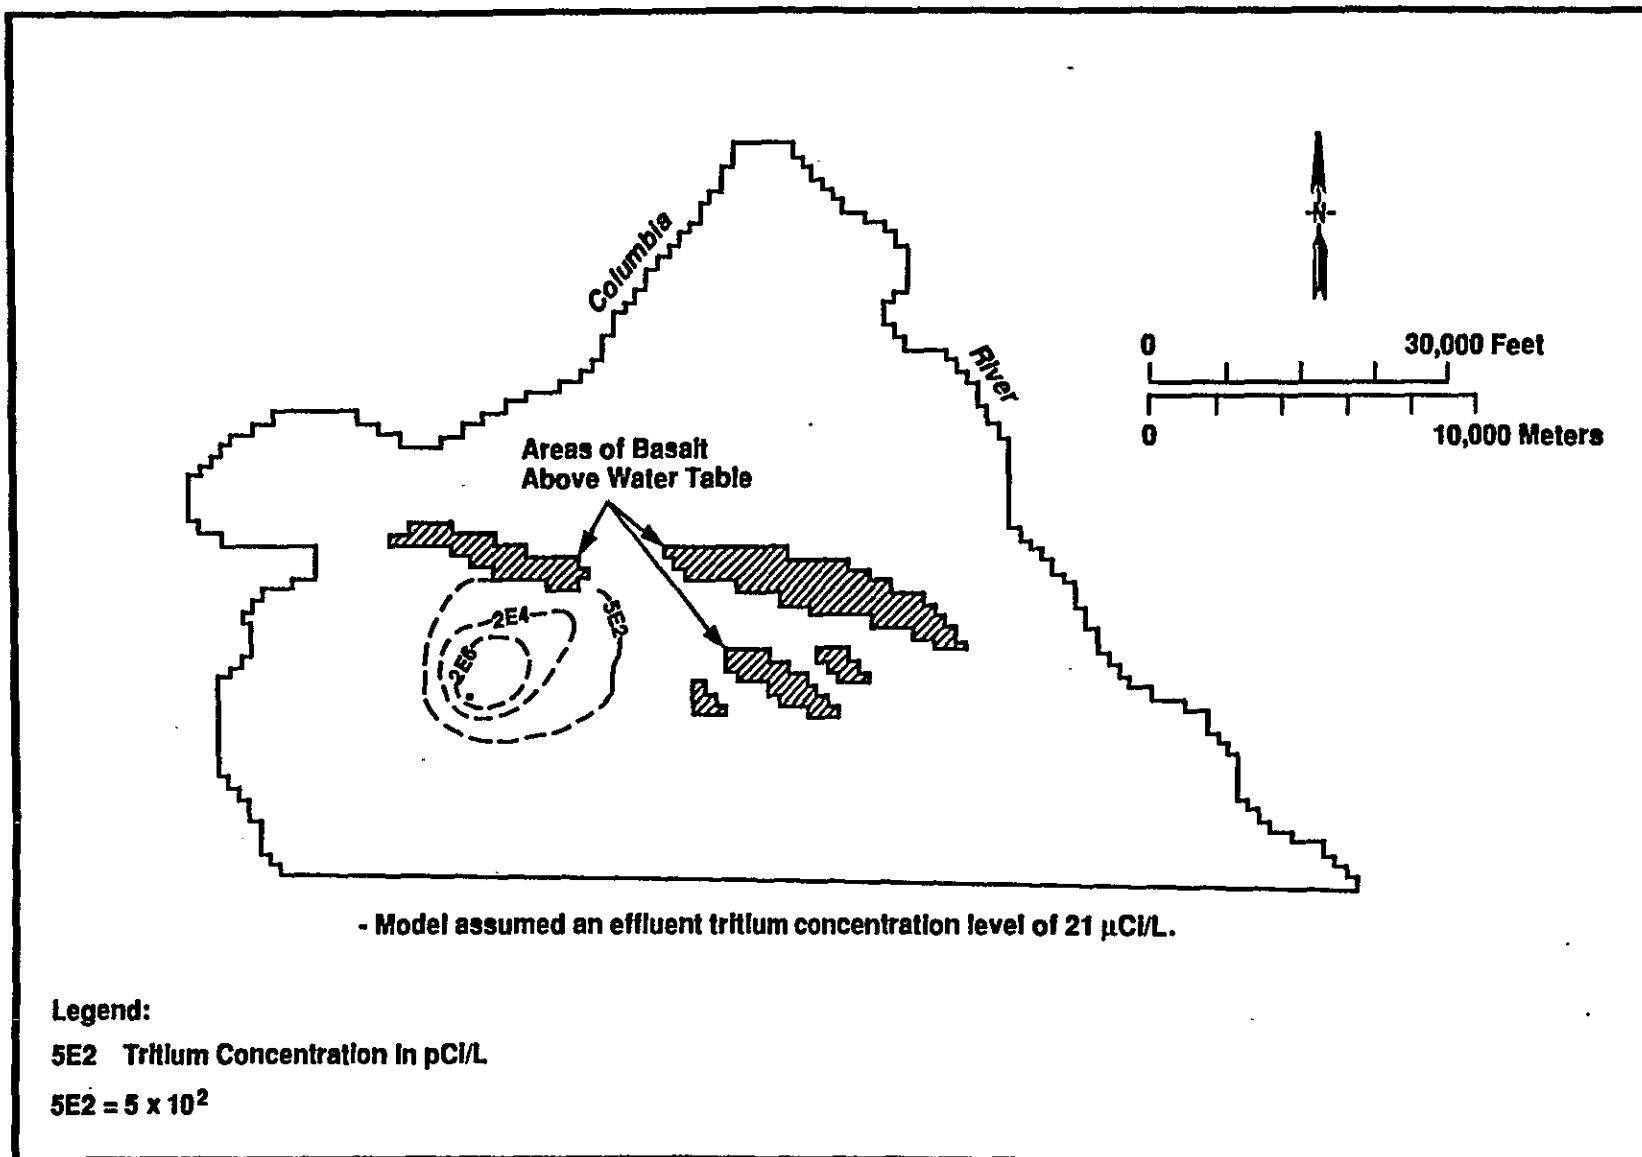 Columbia
N
0
30,000 Feet
River
0
10,000 Meters
Areas of Basalt
Above Water Table
2E4
5E2
- Model assumed an effluent tritium concentration level of 21 µCi/L.
Legend:
5E2 Tritium Concentration in pCi/L
5E2 = 5 x 10²